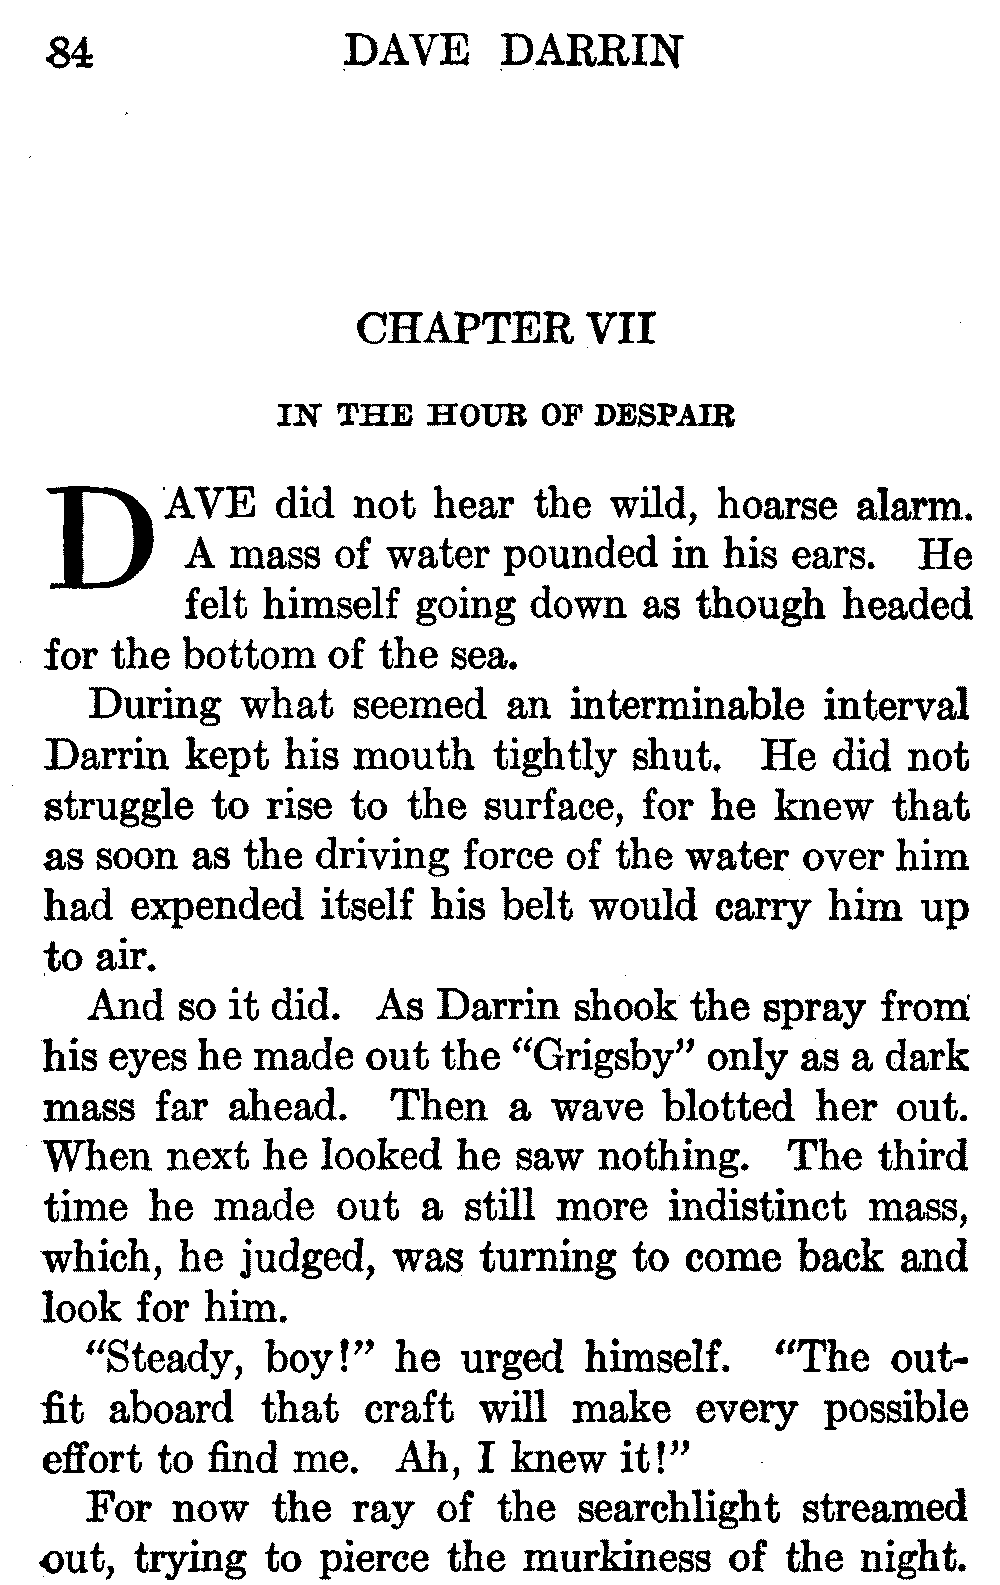 84 DAVE DARRIN
CHAPTER VII
IN THE HOUR OF DESPAIR
DAVE did not hear the wild, hoarse alarm.
A mass of water pounded in his ears. He
felt himself going down as though headed
for the bottom of the sea.
During what seemed an interminable interval
Darrin kept his mouth tightly shut. He did not
struggle to rise to the surface, for he knew that
as soon as the driving force of the water over him
had expended itself his belt would carry him up
to air.
And so it did. As Darrin shook the spray from
his eyes he made out the “Grigsby” only as a dark
mass far ahead. Then a wave blotted her out.
When next he looked he saw nothing. The third
time he made out a still more indistinct mass,
which, he judged, was turning to come back and
look for him.
“Steady, boy!” he urged himself. “The out-
fit aboard that craft will make every possible
effort to find me. Ah, I knew it!”
For now the ray of the searchlight streamed
out, trying to pierce the murkiness of the night.